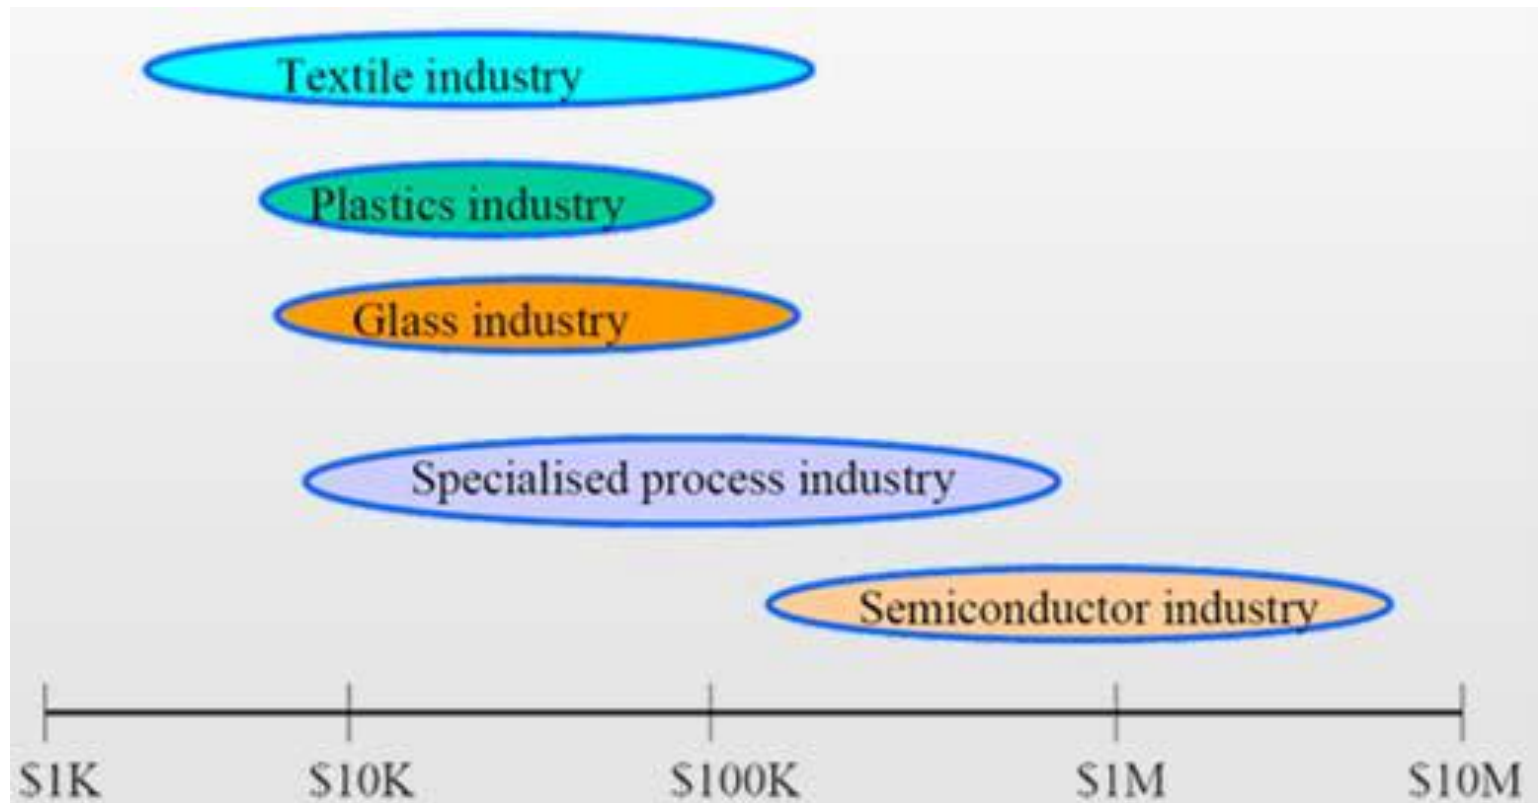 Textile industry
Plastics industry
Glass industry
Specialised process industry
Semiconductor industry
$1K $10K $100K $1M $10M